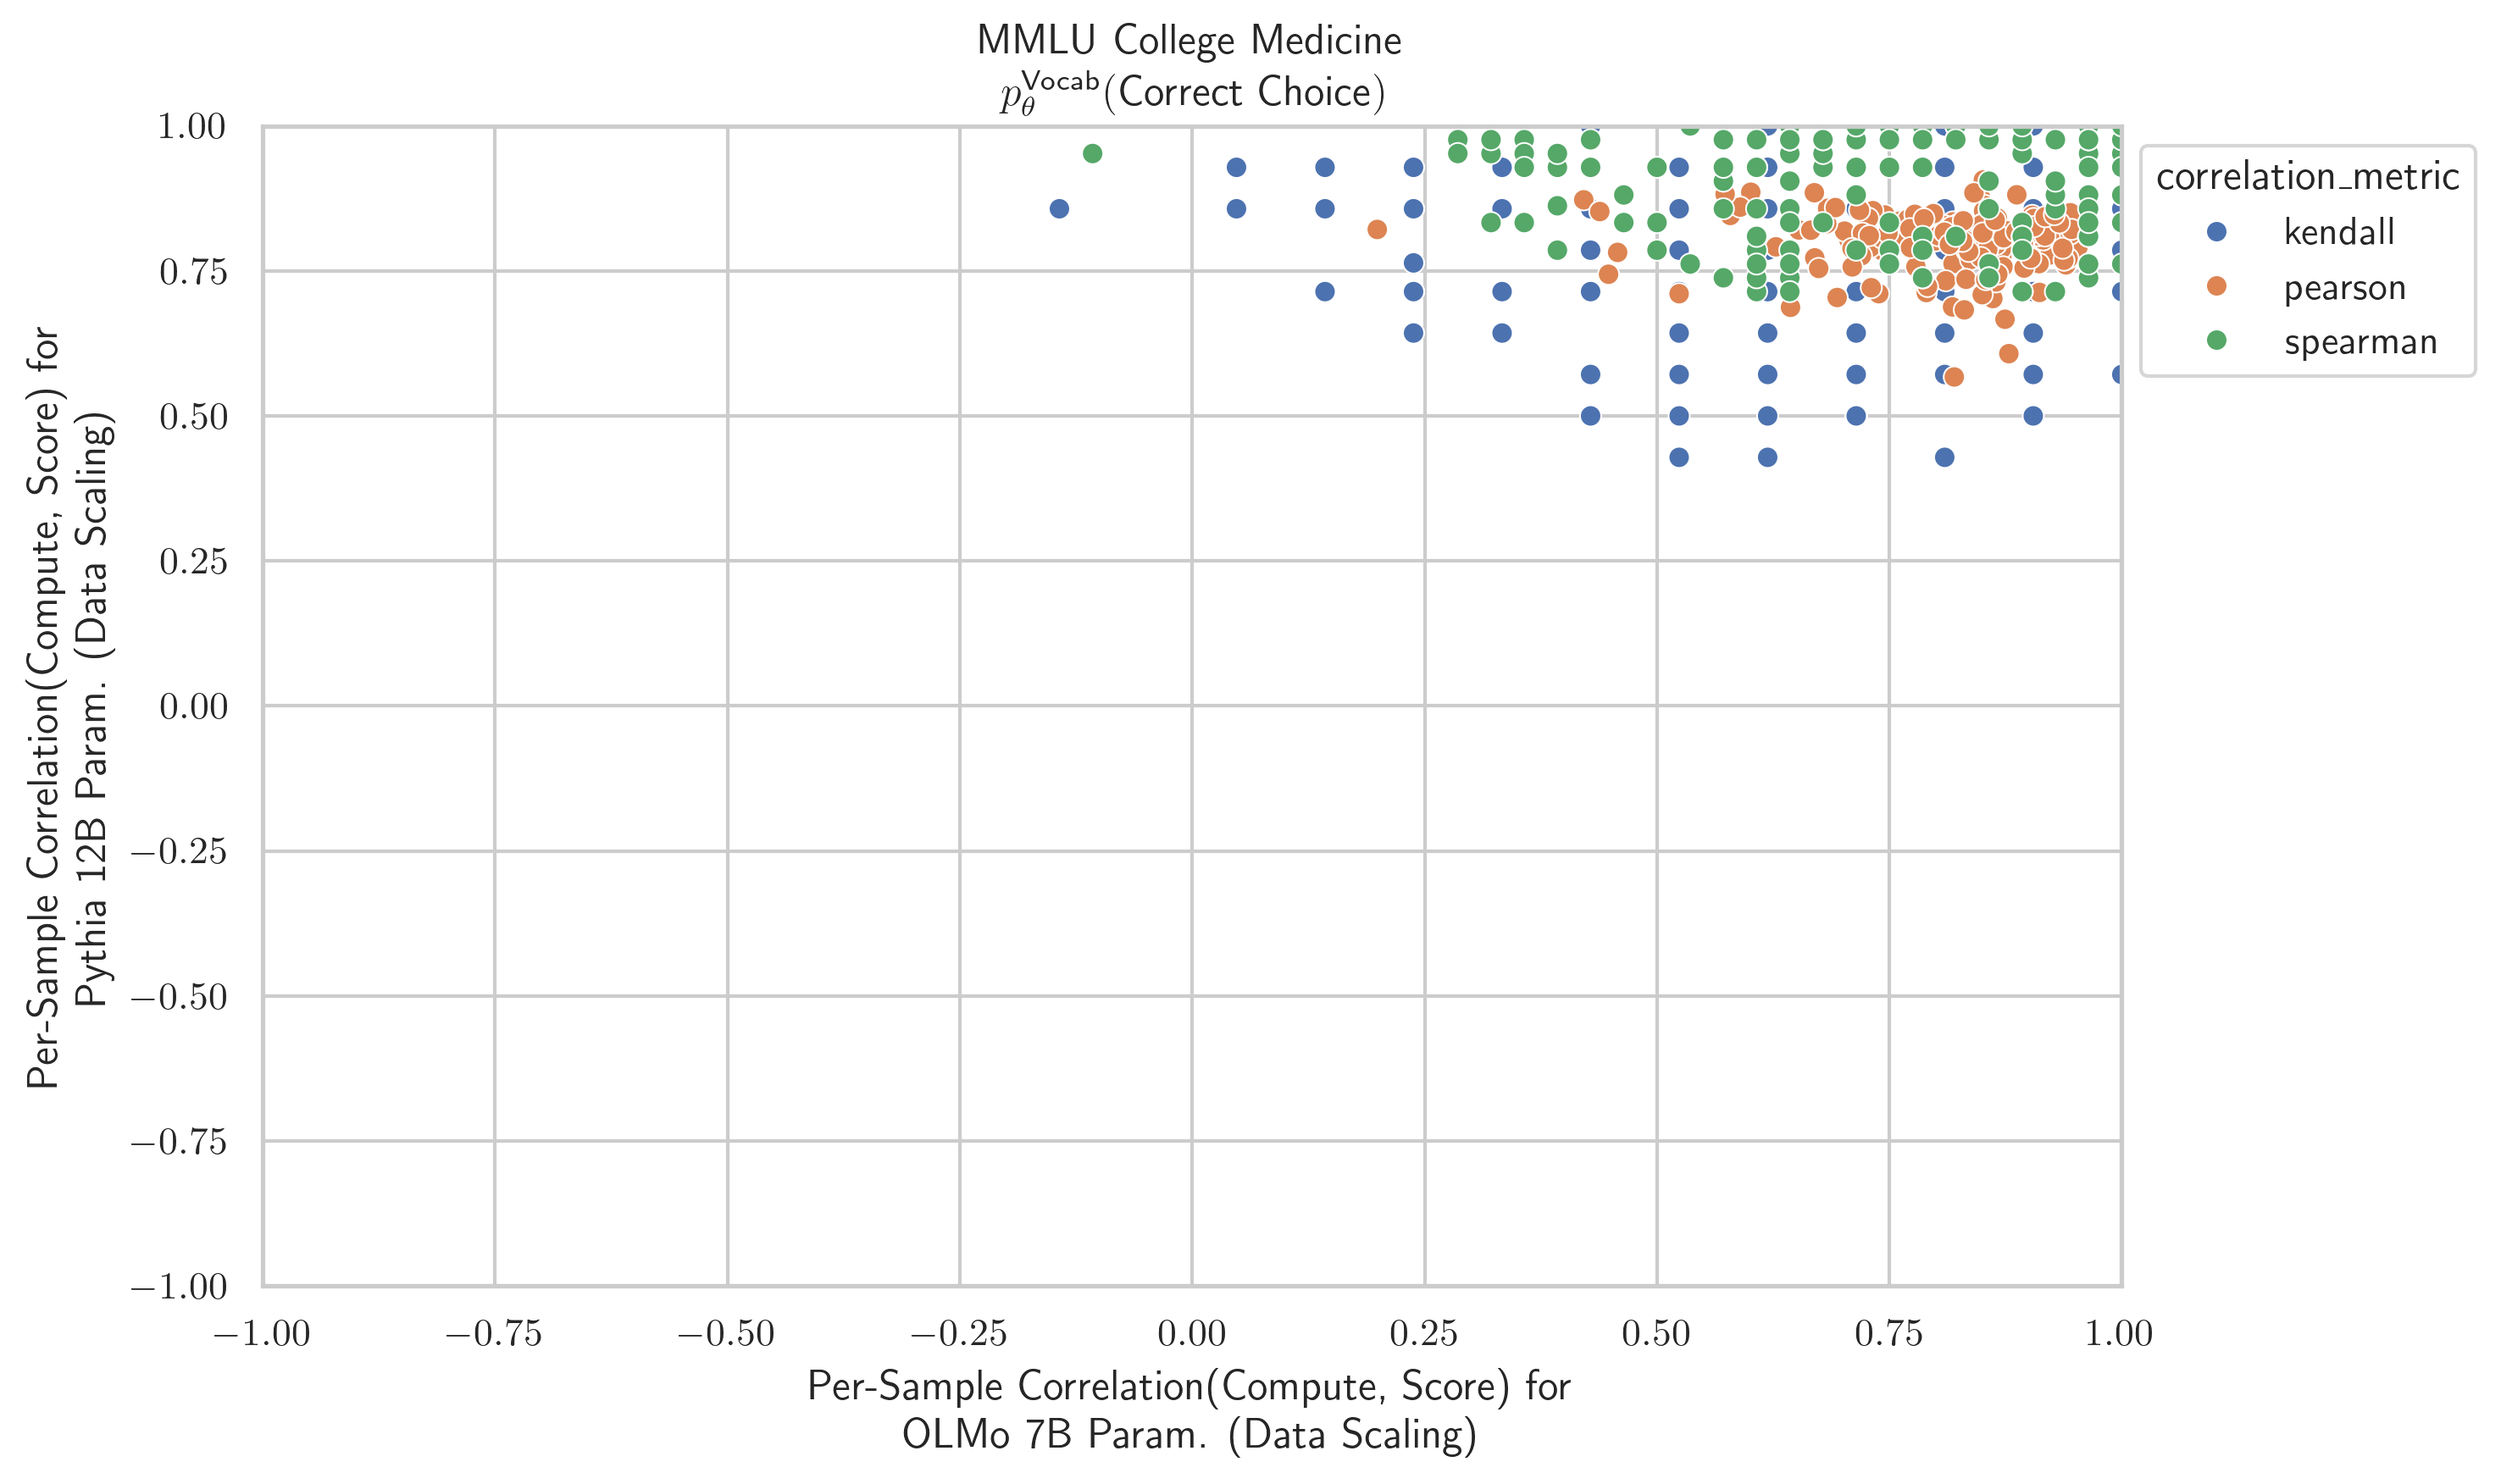 MMLU College Medicine
p_θ^Vocab(Correct Choice)
1.00
0.75
0.50
0.25
0.00
−0.25
−0.50
−0.75
−1.00
Per-Sample Correlation(Compute, Score) for
Pythia 12B Param. (Data Scaling)
−1.00 −0.75 −0.50 −0.25 0.00 0.25 0.50 0.75 1.00
Per-Sample Correlation(Compute, Score) for
OLMo 7B Param. (Data Scaling)
correlation_metric
kendall
pearson
spearman